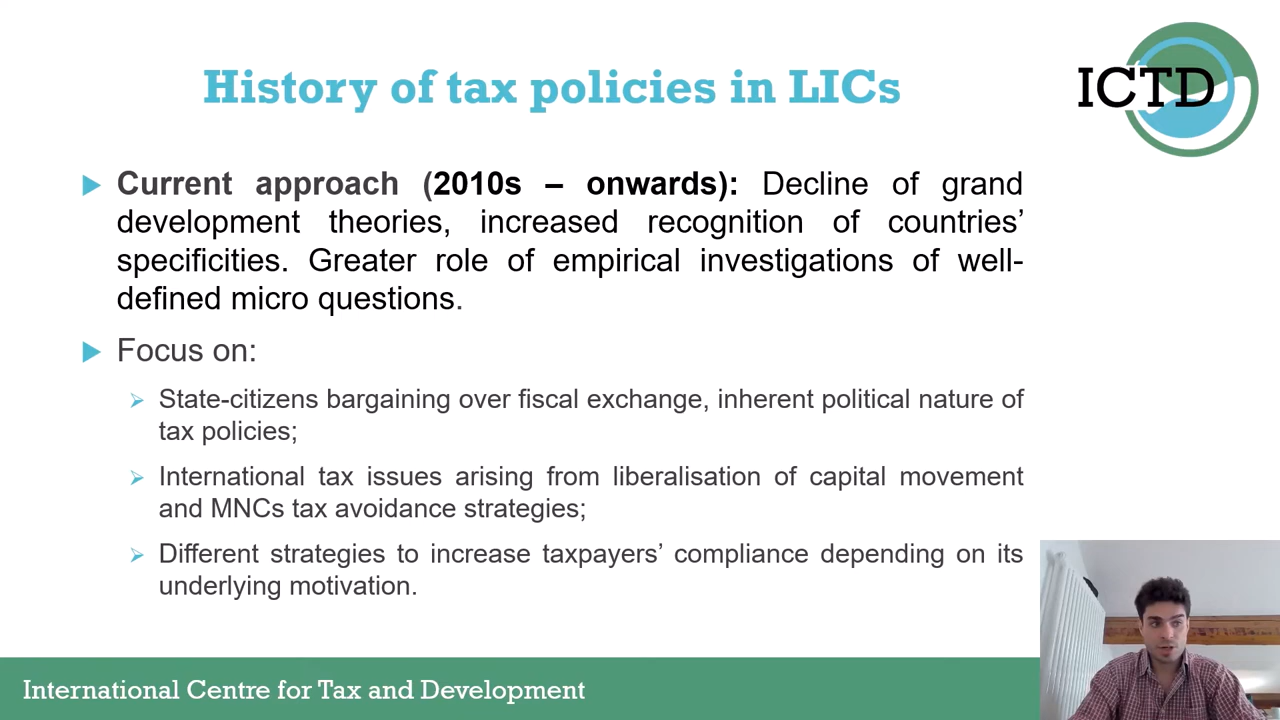 History of tax policies in LICs
ICTD
Current approach (2010s – onwards): Decline of grand
development theories, increased recognition of countries’
specificities. Greater role of empirical investigations of well-
defined micro questions.
Focus on:
State-citizens bargaining over fiscal exchange, inherent political nature of
tax policies;
International tax issues arising from liberalisation of capital movement
and MNCs tax avoidance strategies;
Different strategies to increase taxpayers’ compliance depending on its
underlying motivation.
International Centre for Tax and Development